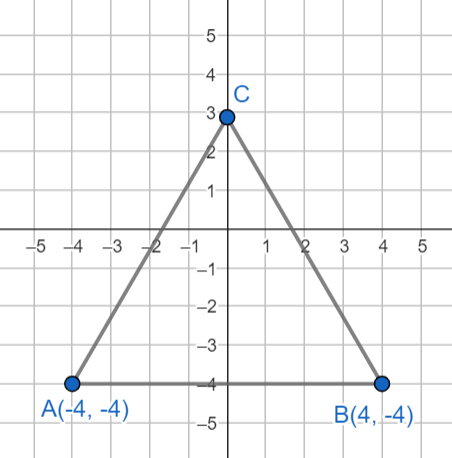 5
4
C
3
2
1
–5 –4 –3 –2 –1 1 2 3 4 5
–1
–2
–3
–4
A(-4, -4)
B(4, -4)
–5